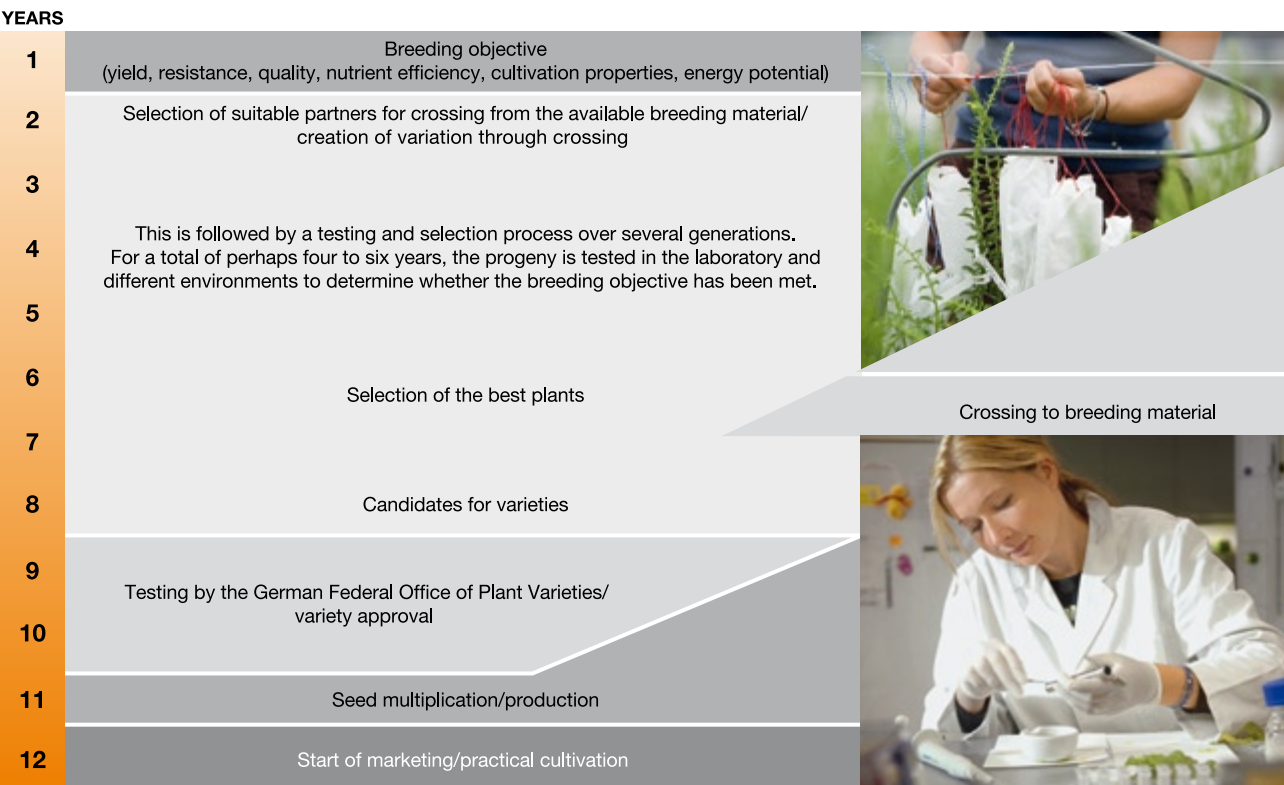 YEARS
1
Breeding objective
(yield, resistance, quality, nutrient efficiency, cultivation properties, energy potential)
2
Selection of suitable partners for crossing from the available breeding material/
creation of variation through crossing
3
4
This is followed by a testing and selection process over several generations.
For a total of perhaps four to six years, the progeny is tested in the laboratory and
different environments to determine whether the breeding objective has been met.
5
6
Selection of the best plants
Crossing to breeding material
7
8
Candidates for varieties
9
Testing by the German Federal Office of Plant Varieties/
variety approval
10
11
Seed multiplication/production
12
Start of marketing/practical cultivation